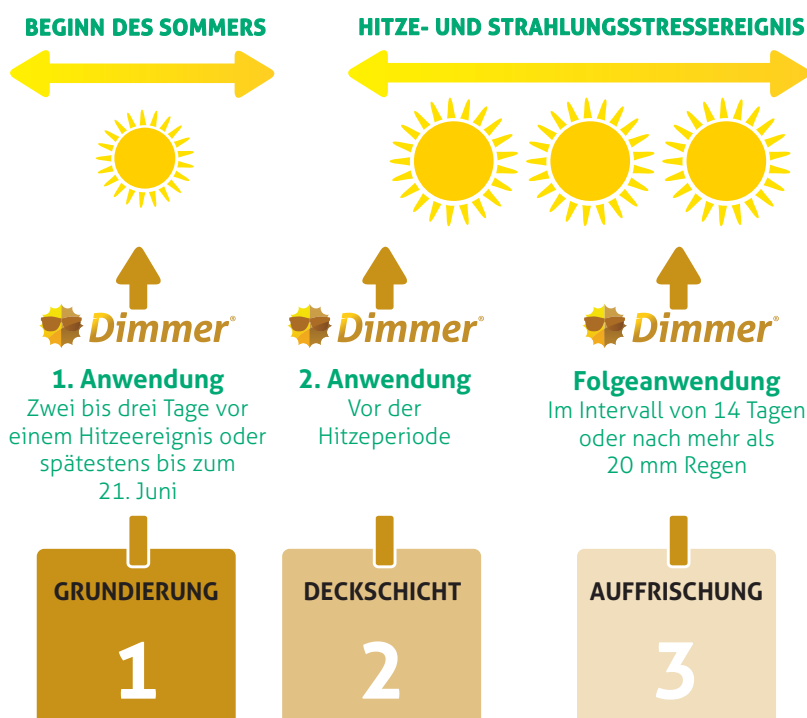 BEGINN DES SOMMERS
HITZE- UND STRAHLUNGSSTRESSEREIGNIS
Dimmer®
1. Anwendung
Zwei bis drei Tage vor
einem Hitzeereignis oder
spätestens bis zum
21. Juni
GRUNDIERUNG
1
Dimmer®
2. Anwendung
Vor der
Hitzeperiode
DECKSCHICHT
2
Dimmer®
Folgeanwendung
Im Intervall von 14 Tagen
oder nach mehr als
20 mm Regen
AUFFRISCHUNG
3